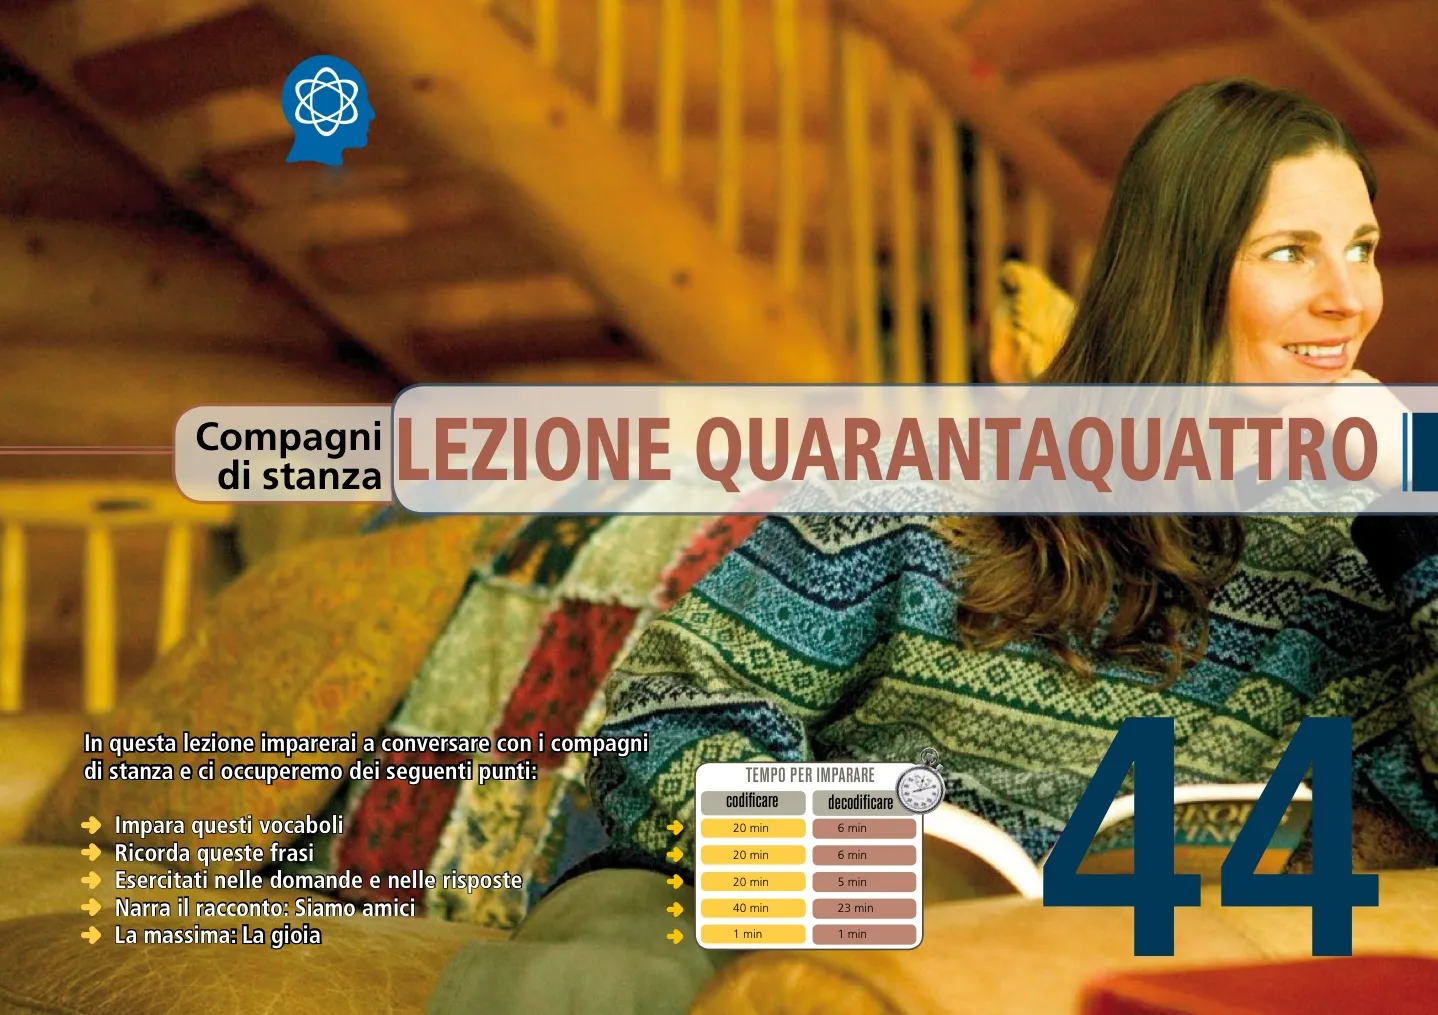 Compagni
di stanza
LEZIONE QUARANTAQUATTRO
In questa lezione imparerai a conversare con i compagni
di stanza e ci occuperemo dei seguenti punti:
Impara questi vocaboli
Ricorda queste frasi
Esercitati nelle domande e nelle risposte
Narra il racconto: Siamo amici
La massima: La gioia
TEMPO PER IMPARARE
codificare decodificare
20 min 6 min
20 min 6 min
20 min 5 min
40 min 23 min
1 min 1 min
44